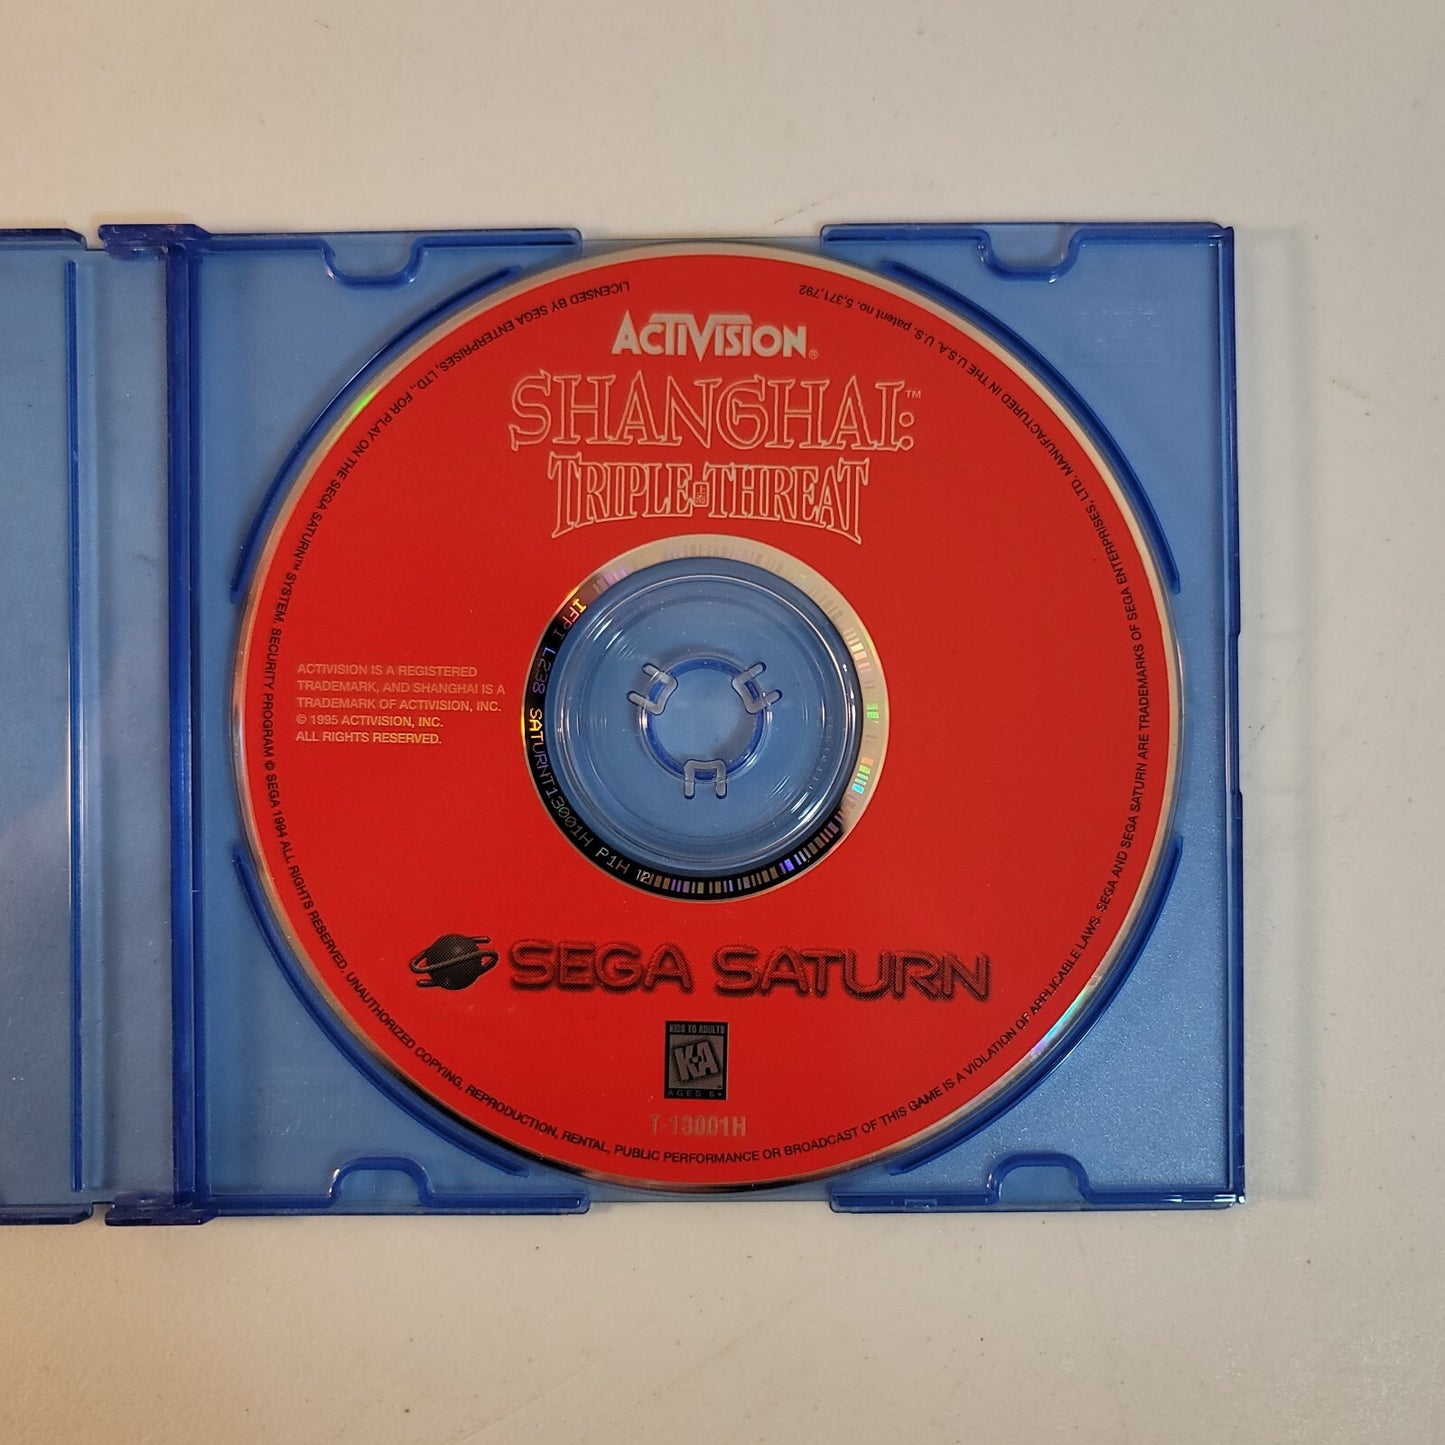 ACTIVISION®
SHANGHAI:™
TRIPLE·THREAT
ACTIVISION IS A REGISTERED
TRADEMARK, AND SHANGHAI IS A
TRADEMARK OF ACTIVISION, INC.
© 1995 ACTIVISION, INC.
ALL RIGHTS RESERVED.
IFPI L238 SATURNT13001H P1H 12
SEGA SATURN
KIDS TO ADULTS
K·A
AGES 6+
T-13001H
LICENSED BY SEGA ENTERPRISES, LTD., FOR PLAY ON THE SEGA SATURN™ SYSTEM. SECURITY PROGRAM © SEGA 1994 ALL RIGHTS RESERVED. UNAUTHORIZED COPYING, REPRODUCTION, RENTAL, PUBLIC PERFORMANCE OR BROADCAST OF THIS GAME IS A VIOLATION OF APPLICABLE LAWS. SEGA AND SEGA SATURN ARE TRADEMARKS OF SEGA ENTERPRISES, LTD. MANUFACTURED IN THE U.S.A. U.S. patent no. 5,371,792